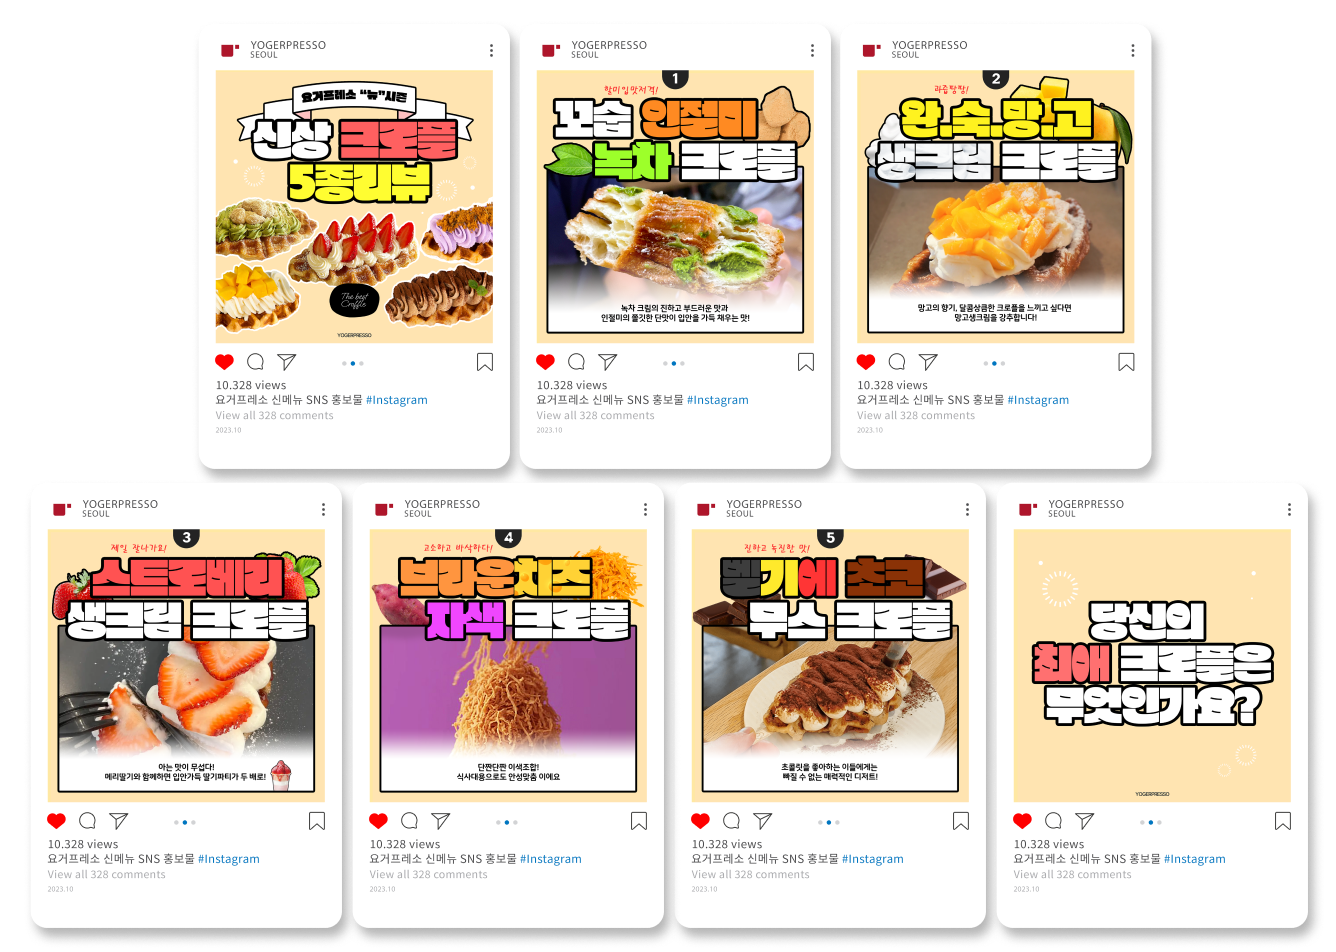 YOGERPRESSO
SEOUL
요거프레소 “뉴”시즌
신상 크로플
5종리뷰
The best
Croffle
YOGERPRESSO
10.328 views
요거프레소 신메뉴 SNS 홍보물 #Instagram
View all 328 comments
2023.10
YOGERPRESSO
SEOUL
1
할미입맛저격!
꼬숩 인절미
녹차 크로플
녹차 크림의 진하고 부드러운 맛과
인절미의 쫄깃한 단맛이 입안을 가득 채우는 맛!
10.328 views
요거프레소 신메뉴 SNS 홍보물 #Instagram
View all 328 comments
2023.10
YOGERPRESSO
SEOUL
2
과즙팡팡!
완.숙.망.고
생크림 크로플
망고의 향기, 달콤상큼한 크로플을 느끼고 싶다면
망고생크림을 강추합니다!
10.328 views
요거프레소 신메뉴 SNS 홍보물 #Instagram
View all 328 comments
2023.10
YOGERPRESSO
SEOUL
3
제일 잘나가요!
스트로베리
생크림 크로플
아는 맛이 무섭다!
메리딸기와 함께하면 입안가득 딸기파티가 두 배로!
10.328 views
요거프레소 신메뉴 SNS 홍보물 #Instagram
View all 328 comments
2023.10
YOGERPRESSO
SEOUL
4
고소하고 바삭하다!
브라운치즈
자색 크로플
단짠단짠 이색조합!
식사대용으로도 안성맞춤 이에요
10.328 views
요거프레소 신메뉴 SNS 홍보물 #Instagram
View all 328 comments
2023.10
YOGERPRESSO
SEOUL
5
진하고 녹진한 맛!
벨기에 초코
무스 크로플
초콜릿을 좋아하는 이들에게는
빠질 수 없는 매력적인 디저트!
10.328 views
요거프레소 신메뉴 SNS 홍보물 #Instagram
View all 328 comments
2023.10
YOGERPRESSO
SEOUL
당신의
최애 크로플은
무엇인가요?
YOGERPRESSO
10.328 views
요거프레소 신메뉴 SNS 홍보물 #Instagram
View all 328 comments
2023.10